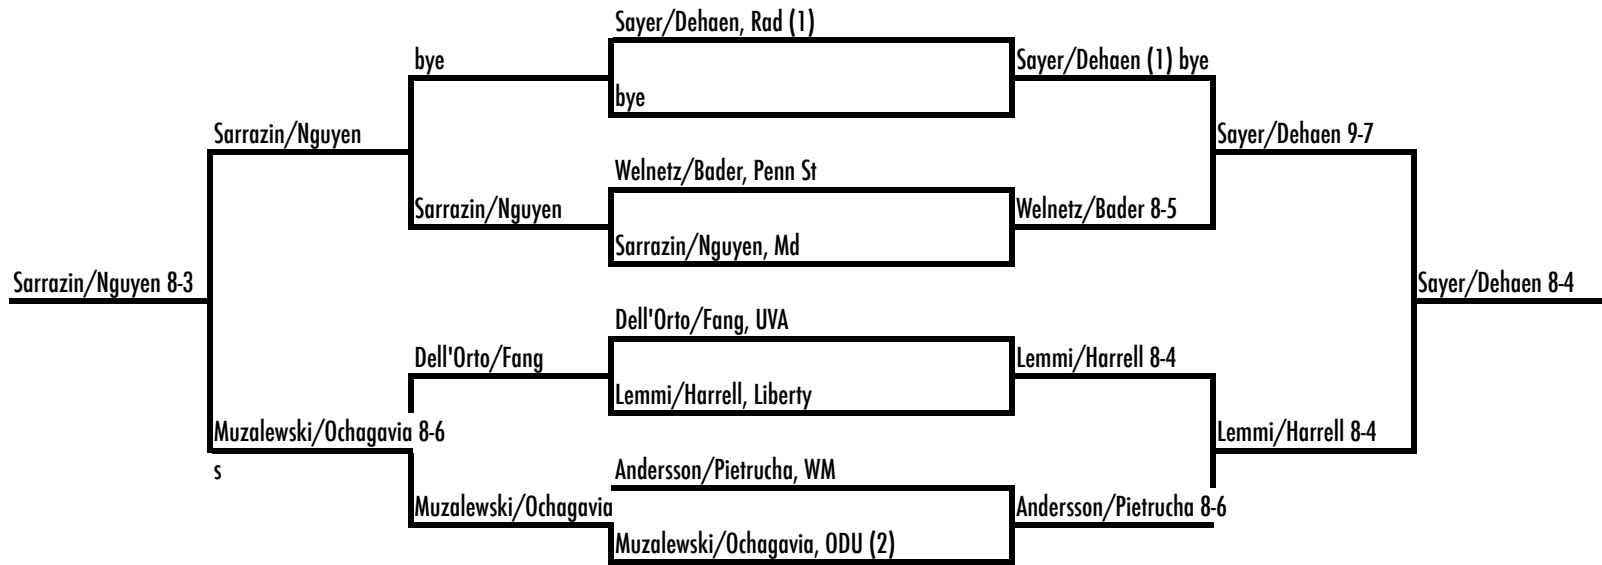 Sayer/Dehaen, Rad (1)
bye
Sayer/Dehaen (1) bye
bye
Sarrazin/Nguyen
Sayer/Dehaen 9-7
Welnetz/Bader, Penn St
Sarrazin/Nguyen
Welnetz/Bader 8-5
Sarrazin/Nguyen, Md
Sarrazin/Nguyen 8-3
Sayer/Dehaen 8-4
Dell'Orto/Fang, UVA
Dell'Orto/Fang
Lemmi/Harrell 8-4
Lemmi/Harrell, Liberty
Muzalewski/Ochagavia 8-6
Lemmi/Harrell 8-4
s
Andersson/Pietrucha, WM
Muzalewski/Ochagavia
Andersson/Pietrucha 8-6
Muzalewski/Ochagavia, ODU (2)